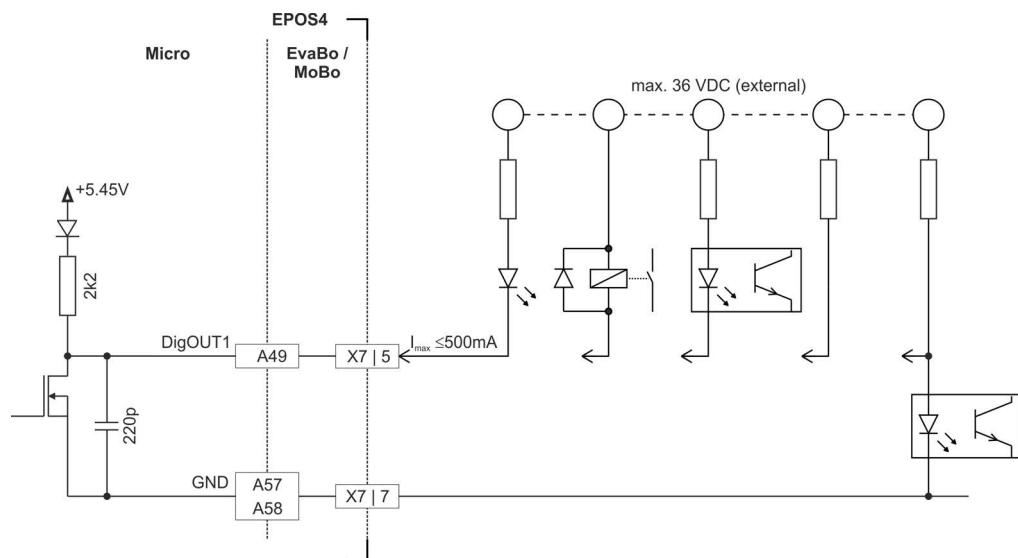 EPOS4
Micro
EvaBo /
MoBo
max. 36 VDC (external)
+5.45V
2k2
DigOUT1
A49
X7 | 5
Imax ≤500mA
220p
GND
A57
A58
X7 | 7